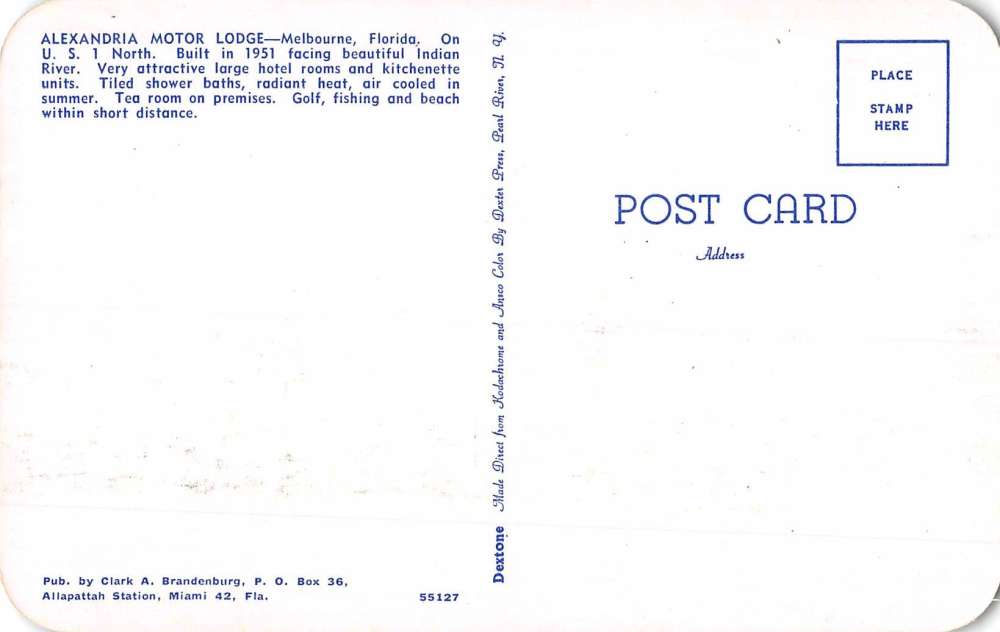 ALEXANDRIA MOTOR LODGE—Melbourne, Florida. On
U. S. 1 North. Built in 1951 facing beautiful Indian
River. Very attractive large hotel rooms and kitchenette
units. Tiled shower baths, radiant heat, air cooled in
summer. Tea room on premises. Golf, fishing and beach
within short distance.
Pub. by Clark A. Brandenburg, P. O. Box 36,
Allapattah Station, Miami 42, Fla.
55127
Dextone Made Direct from Kodachrome and Ansco Color By Dexter Press, Pearl River, N. Y.
PLACE
STAMP
HERE
POST CARD
Address